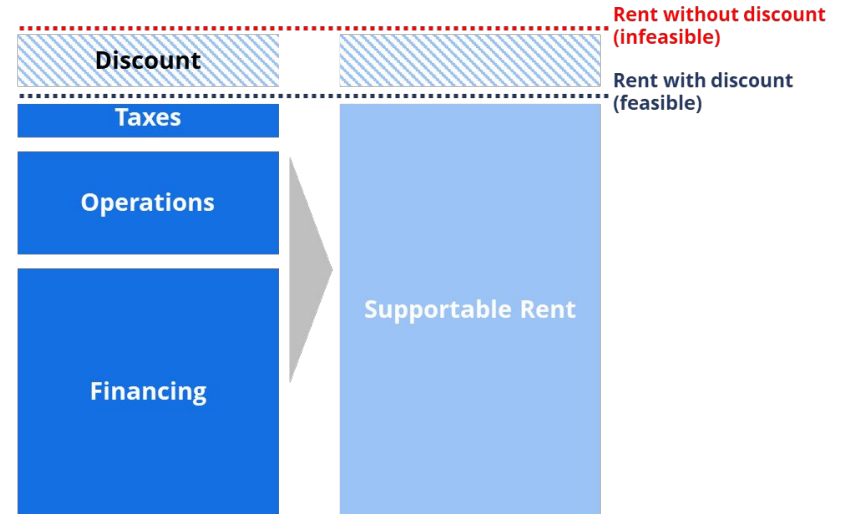 Rent without discount
(infeasible)
Discount
Rent with discount
(feasible)
Taxes
Operations
Supportable Rent
Financing